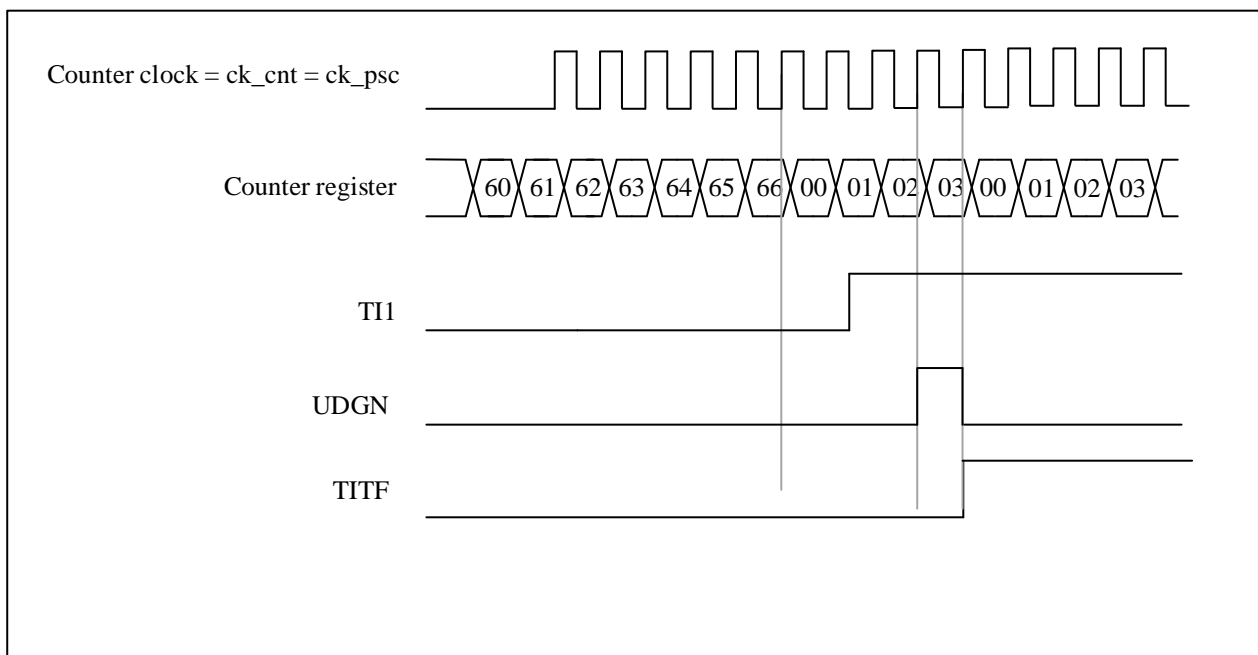 Counter clock = ck_cnt = ck_psc
Counter register 60 61 62 63 64 65 66 00 01 02 03 00 01 02 03
TI1
UDGN
TITF